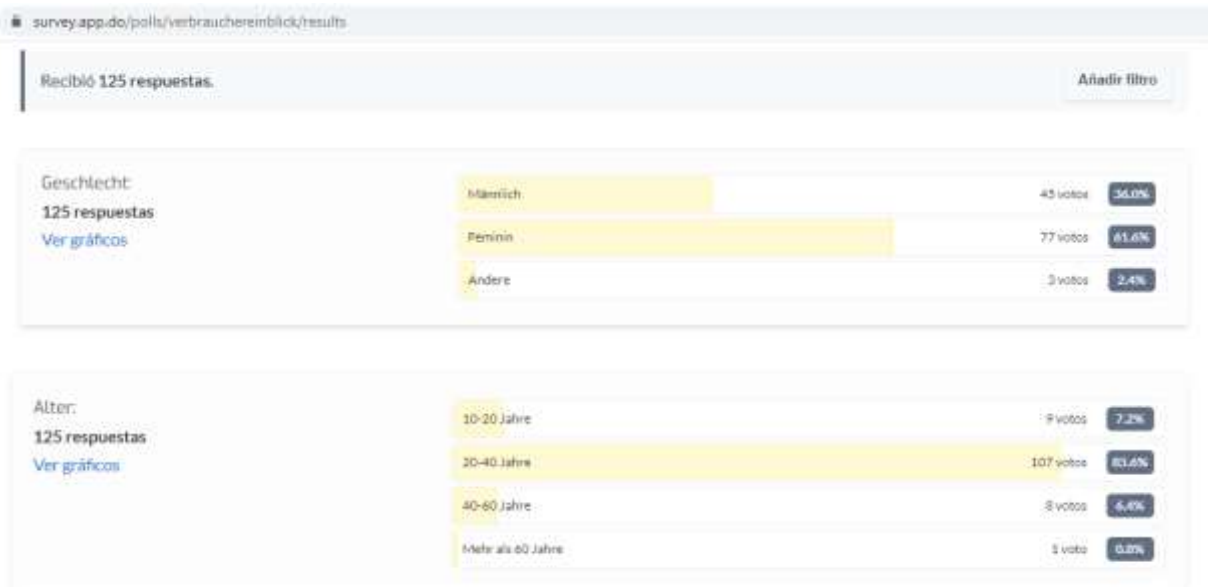 survey.app.do/polls/verbrauchereinblick/results
Recibió 125 respuestas.
Añadir filtro
Geschlecht:
125 respuestas
Ver gráficos
Männlich 45 votos 36.0%
Feminin 77 votos 61.6%
Andere 3 votos 2.4%
Alter:
125 respuestas
Ver gráficos
10-20 Jahre 9 votos 7.2%
20-40 Jahre 107 votos
40-60 Jahre 8 votos 6.4%
Mehr als 60 Jahre 1 voto 0.8%